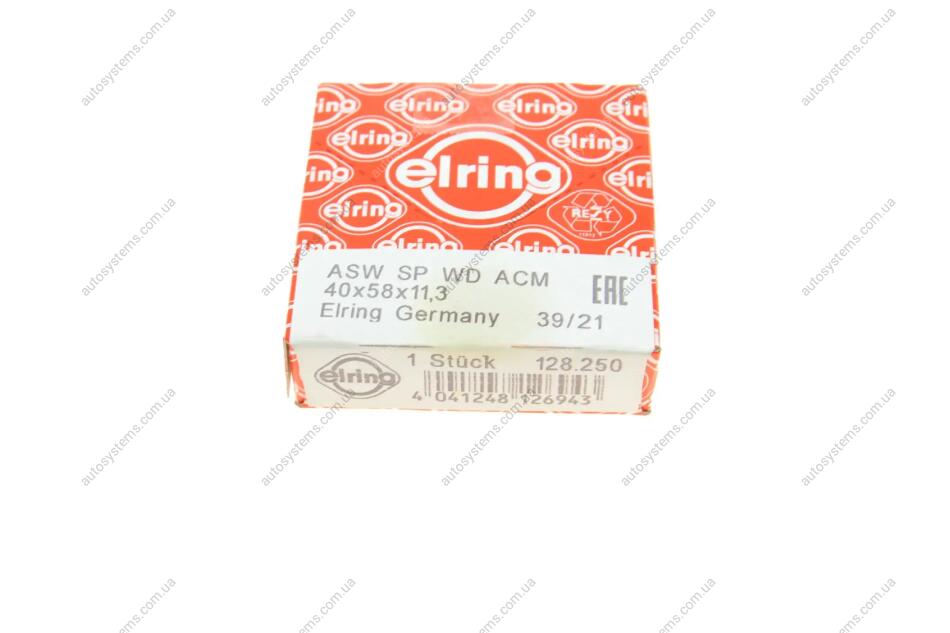 elring
REZY
ASW SP WD ACM
40x58x11,3
EAC
Elring Germany 39/21
elring
1 Stück 128.250
4 041248 126943
autosystems.com.ua